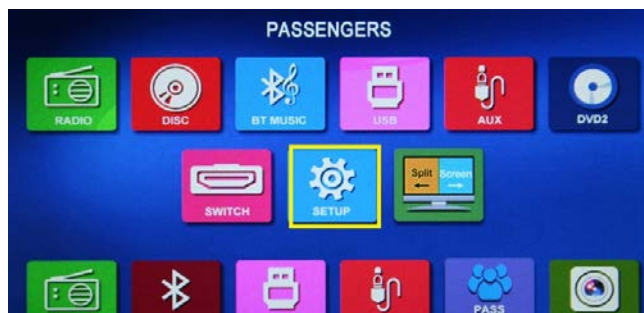 PASSENGERS
RADIO
DISC
BT MUSIC
USB
AUX
DVD2
SWITCH
SETUP
Split Screen
PASS